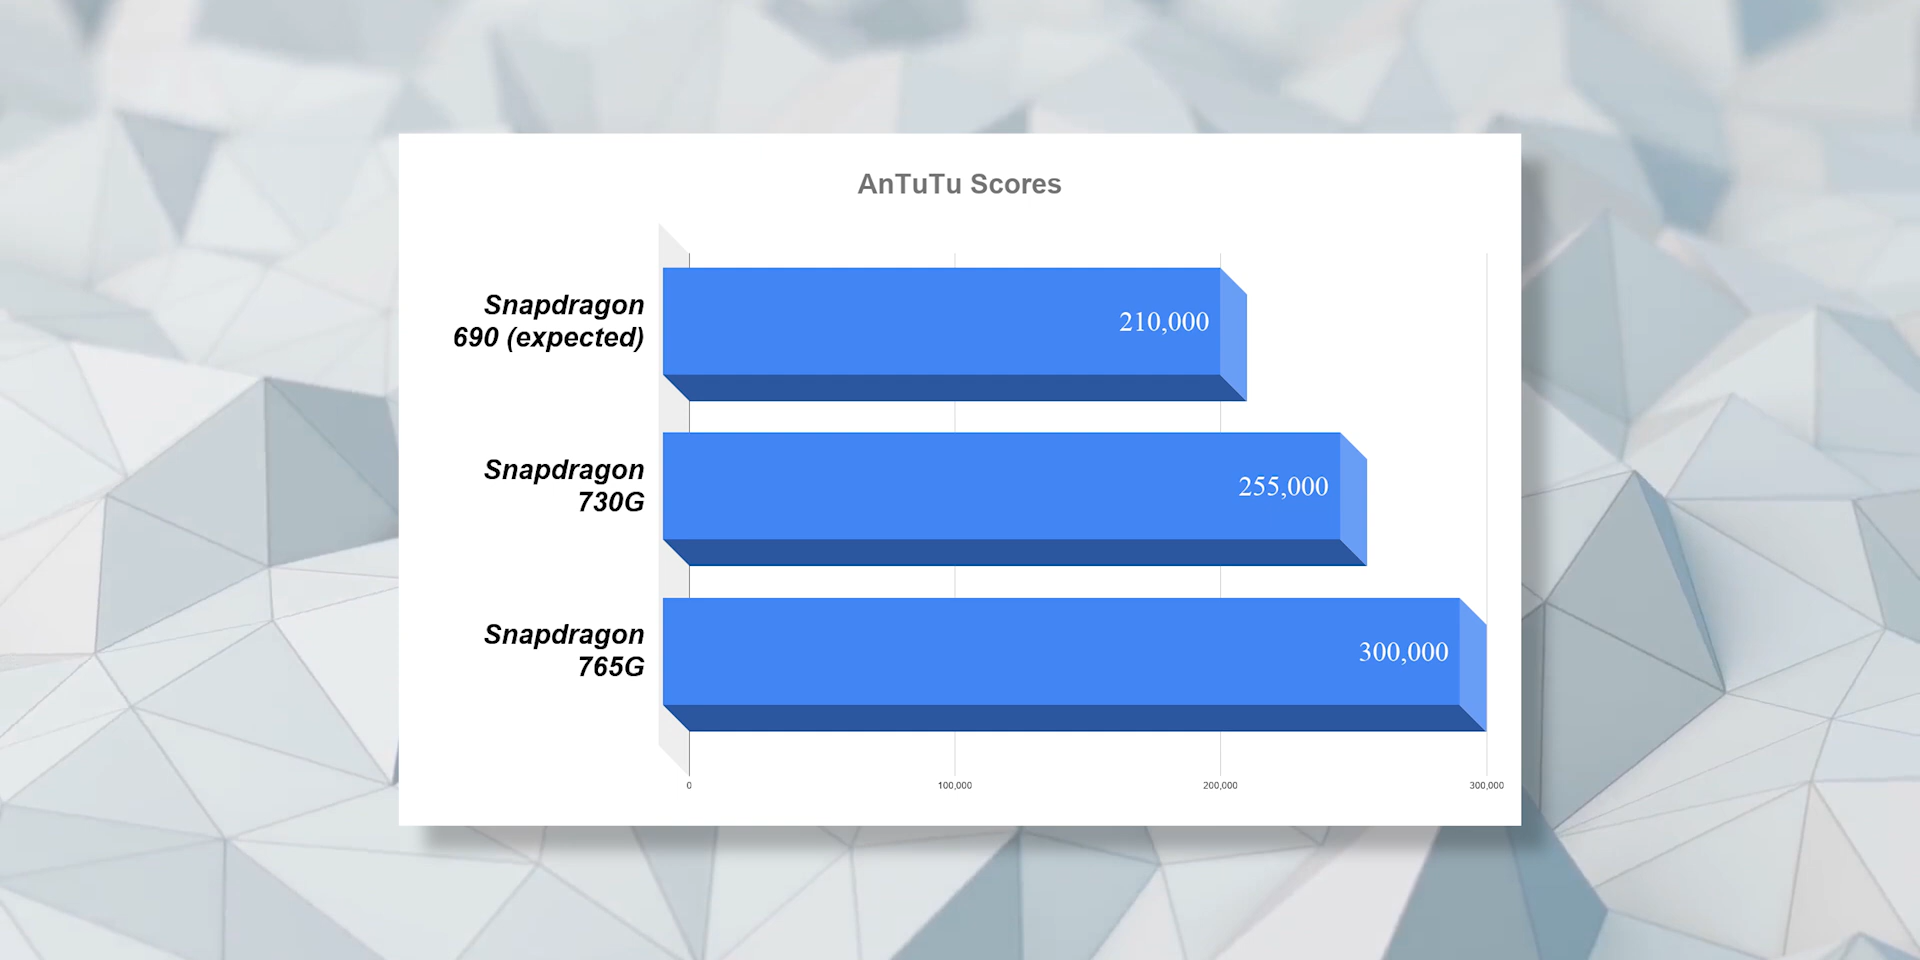 AnTuTu Scores
Snapdragon
690 (expected)
210,000
Snapdragon
730G
255,000
Snapdragon
765G
300,000
0
100,000
200,000
300,000